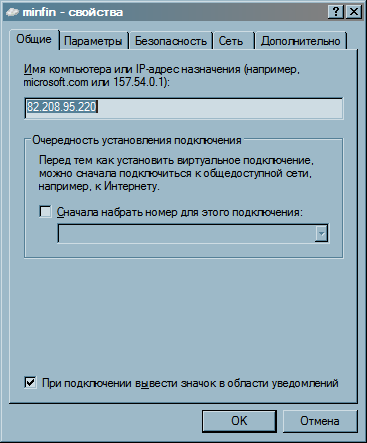 minfin - свойства
Общие Параметры Безопасность Сеть Дополнительно
Имя компьютера или IP-адрес назначения (например,
microsoft.com или 157.54.0.1):
82.208.95.220
Очередность установления подключения
Перед тем как установить виртуальное подключение,
можно сначала подключиться к общедоступной сети,
например, к Интернету.
Сначала набрать номер для этого подключения:
При подключении вывести значок в области уведомлений
OK Отмена